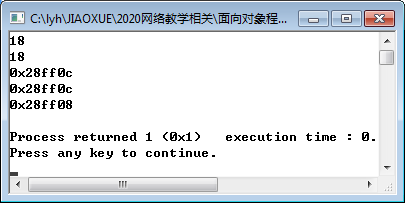 C:\lyh\JIAOXUE\2020网络教学相关\面向对象程...
18
18
0x28ff0c
0x28ff0c
0x28ff08
Process returned 1 (0x1)   execution time : 0.
Press any key to continue.